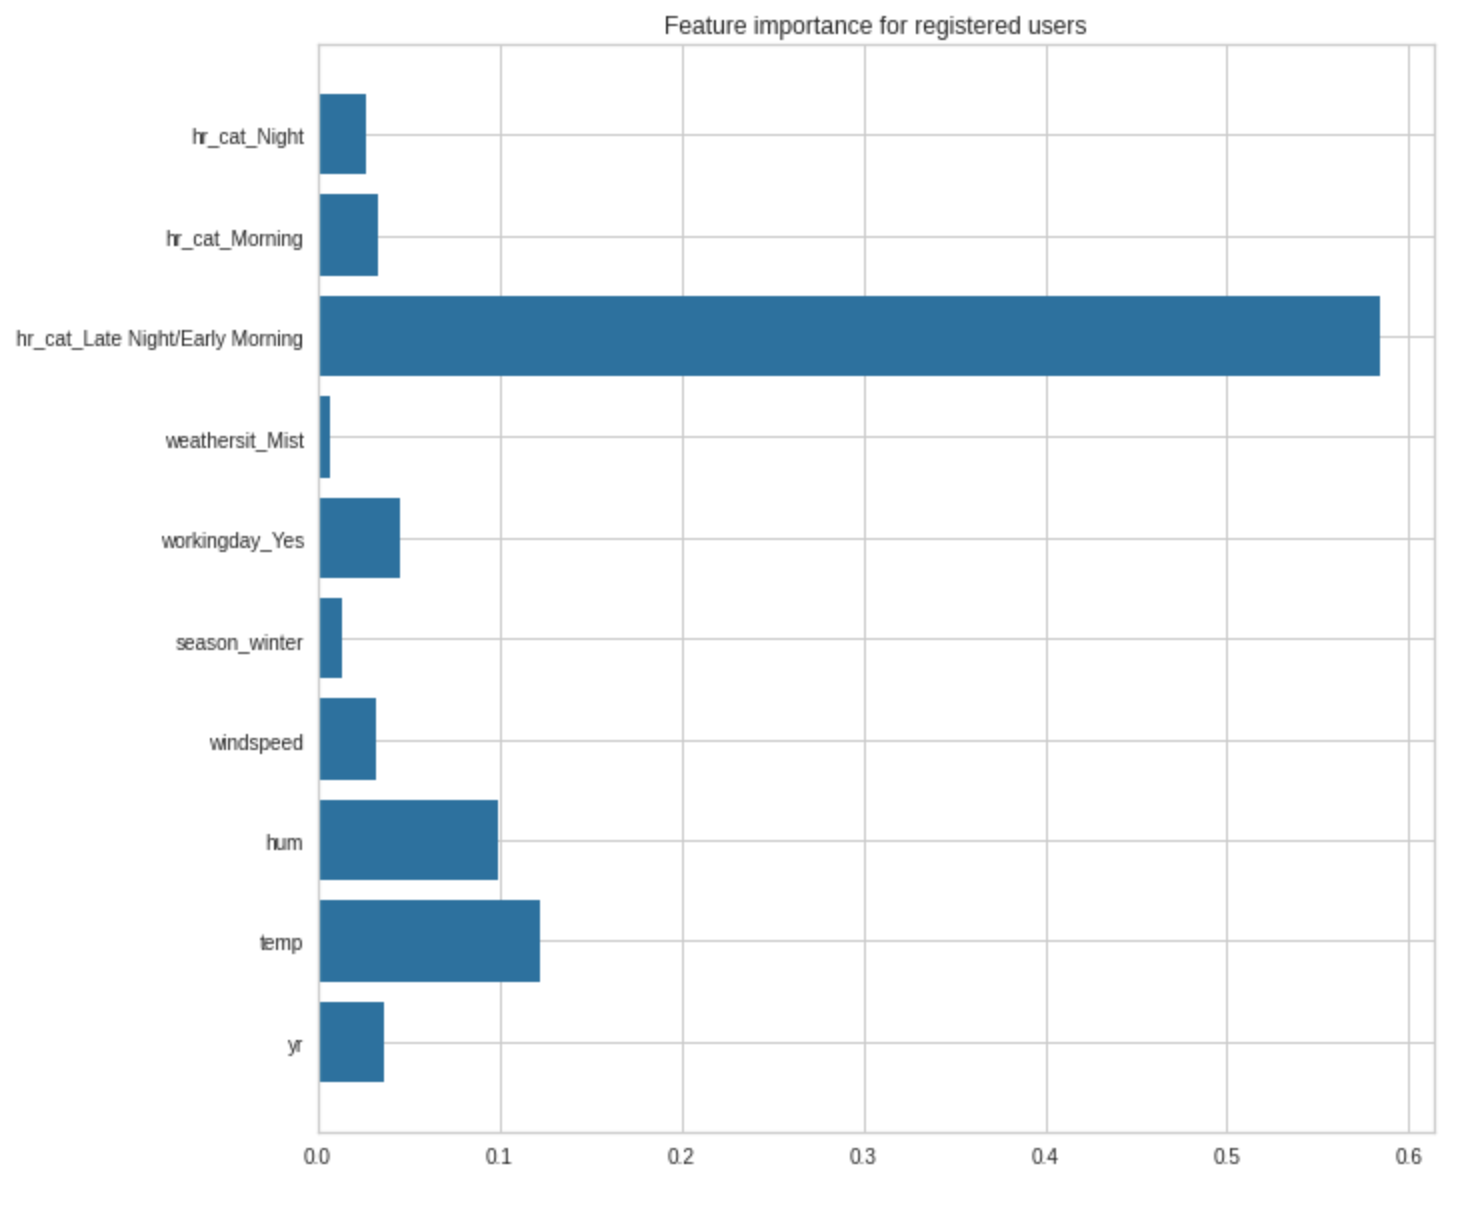 Feature importance for registered users
hr_cat_Night
hr_cat_Morning
hr_cat_Late Night/Early Morning
weathersit_Mist
workingday_Yes
season_winter
windspeed
hum
temp
yr
0.0 0.1 0.2 0.3 0.4 0.5 0.6